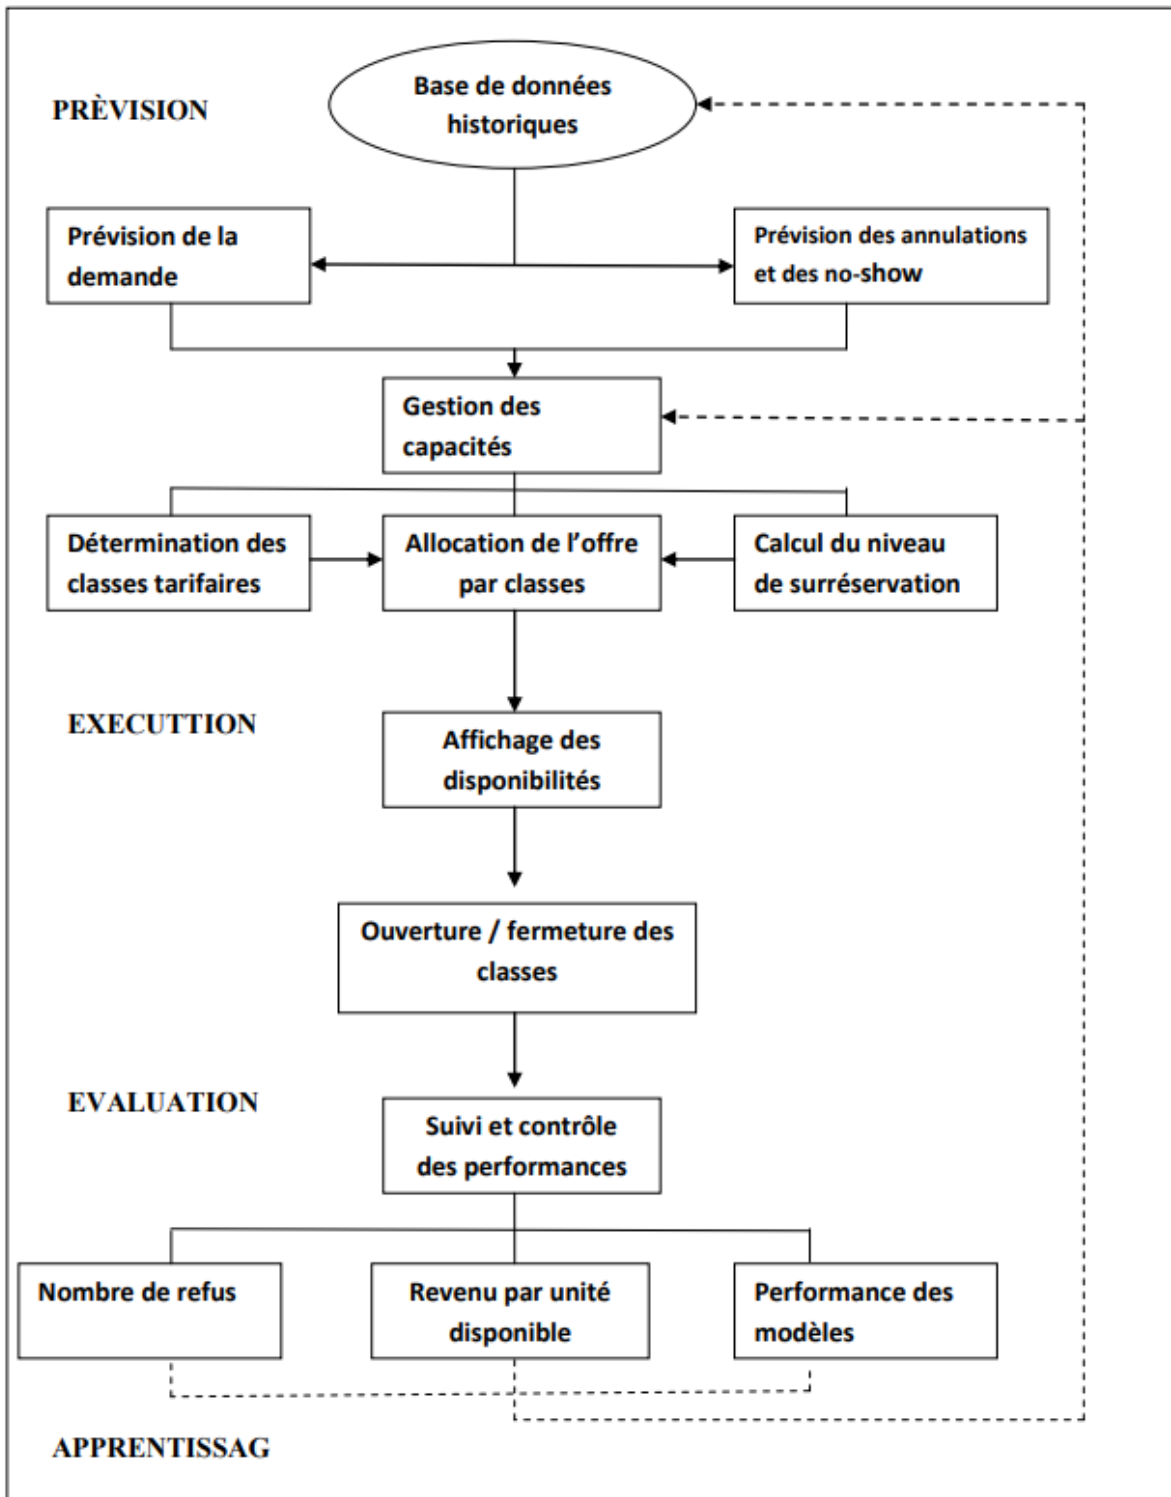 PRÈVISION
Base de données
historiques
Prévision de la
demande
Prévision des annulations
et des no-show
Gestion des
capacités
Détermination des
classes tarifaires
Allocation de l’offre
par classes
Calcul du niveau
de surréservation
EXECUTTION
Affichage des
disponibilités
Ouverture / fermeture des
classes
EVALUATION
Suivi et contrôle
des performances
Nombre de refus
Revenu par unité
disponible
Performance des
modèles
APPRENTISSAG